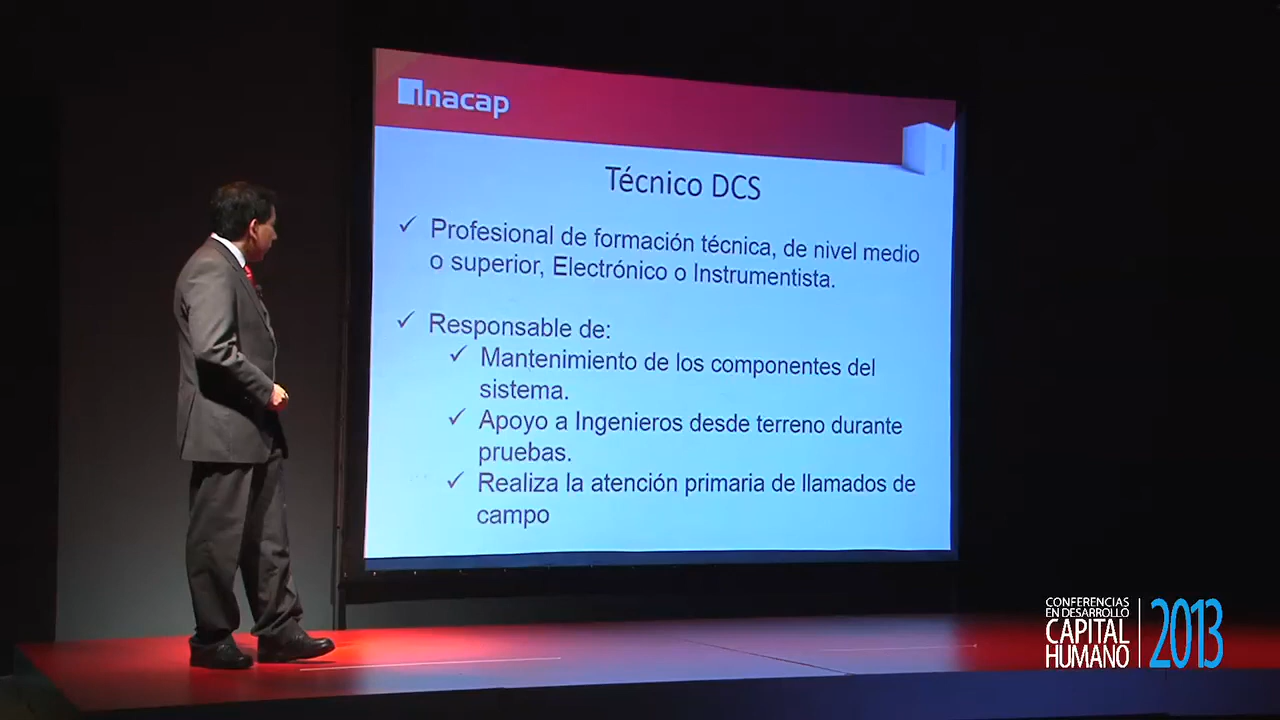 Inacap
Técnico DCS
✓ Profesional de formación técnica, de nivel medio
o superior, Electrónico o Instrumentista.
✓ Responsable de:
✓ Mantenimiento de los componentes del
sistema.
✓ Apoyo a Ingenieros desde terreno durante
pruebas.
✓ Realiza la atención primaria de llamados de
campo
CONFERENCIAS
EN DESARROLLO
CAPITAL
HUMANO
2013